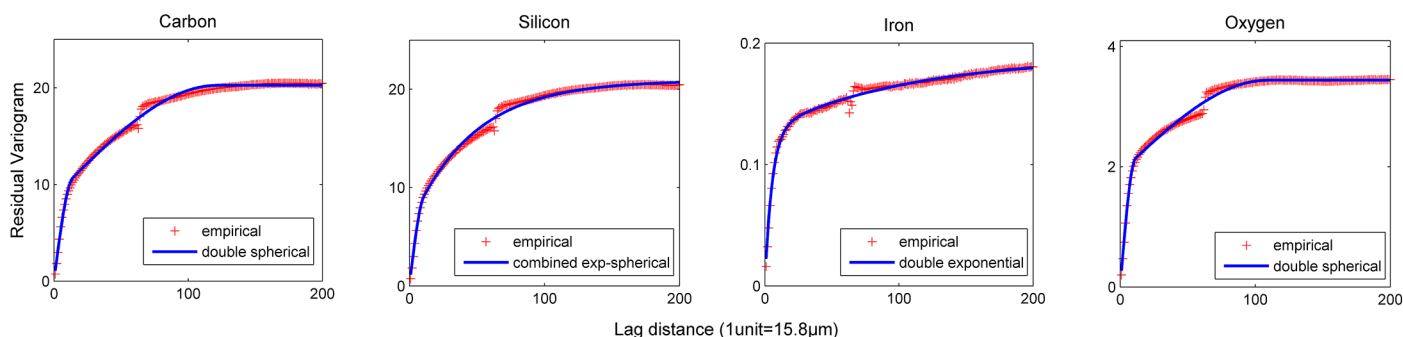 Carbon
Silicon
Iron
Oxygen
Residual Variogram
20
10
0
0
100
200
empirical
double spherical
20
10
0
0
100
200
empirical
combined exp-spherical
0.2
0.1
0
0
100
200
empirical
double exponential
4
2
0
0
100
200
empirical
double spherical
Lag distance (1unit=15.8μm)